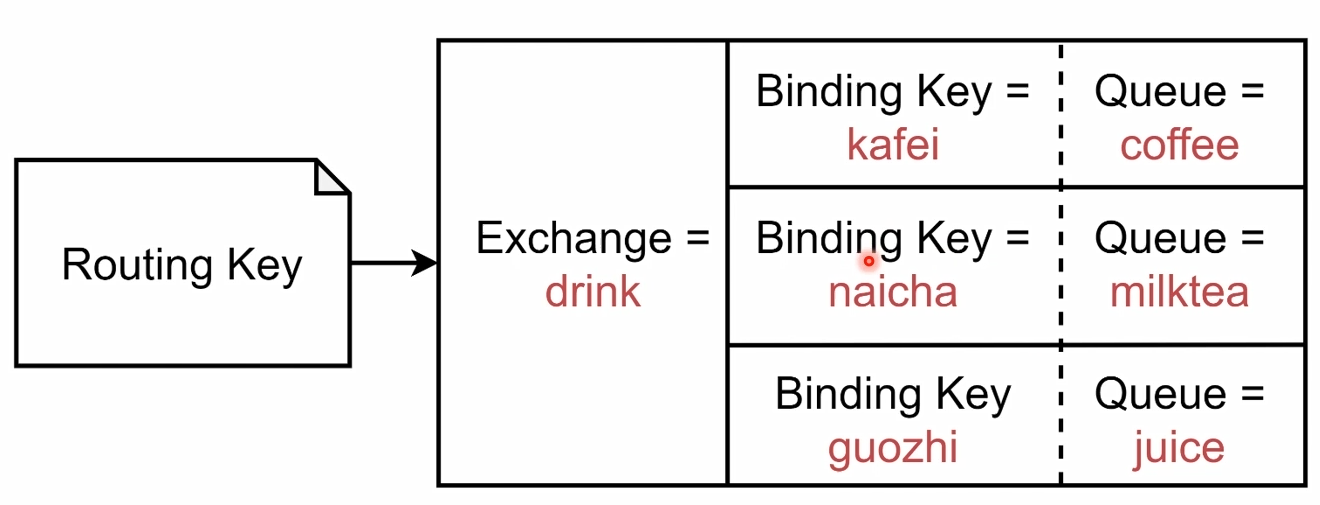 Routing Key
Exchange =
drink
Binding Key =
kafei
Queue =
coffee
Binding Key =
naicha
Queue =
milktea
Binding Key
guozhi
Queue =
juice